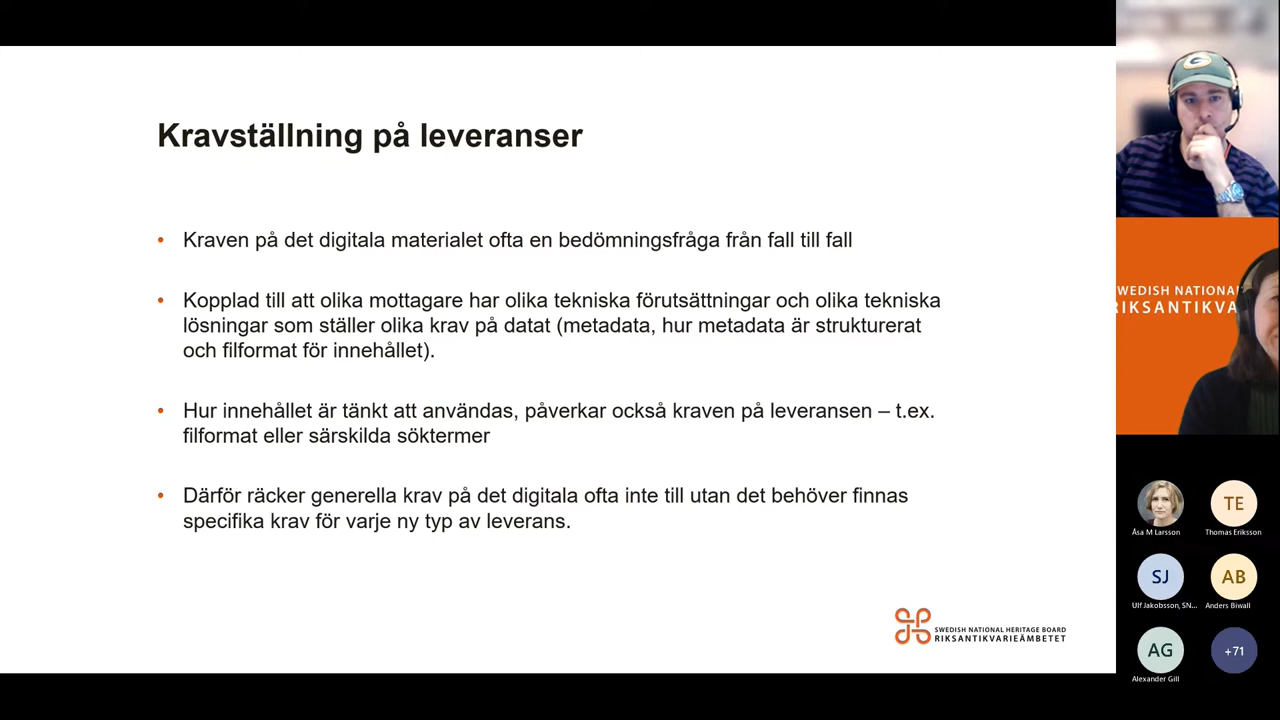 Kravställning på leveranser
• Kraven på det digitala materialet ofta en bedömningsfråga från fall till fall
• Kopplad till att olika mottagare har olika tekniska förutsättningar och olika tekniska
lösningar som ställer olika krav på datat (metadata, hur metadata är strukturerat
och filformat för innehållet).
• Hur innehållet är tänkt att användas, påverkar också kraven på leveransen – t.ex.
filformat eller särskilda söktermer
• Därför räcker generella krav på det digitala ofta inte till utan det behöver finnas
specifika krav för varje ny typ av leverans.
SWEDISH NATIONAL HERITAGE BOARD
RIKSANTIKVARIEÄMBETET
G
WEDISH NATIONAL
RIKSANTIKVA
Åsa M Larsson
TE
Thomas Eriksson
SJ
Ulf Jakobsson, SN...
AB
Anders Biwall
AG
Alexander Gill
+71